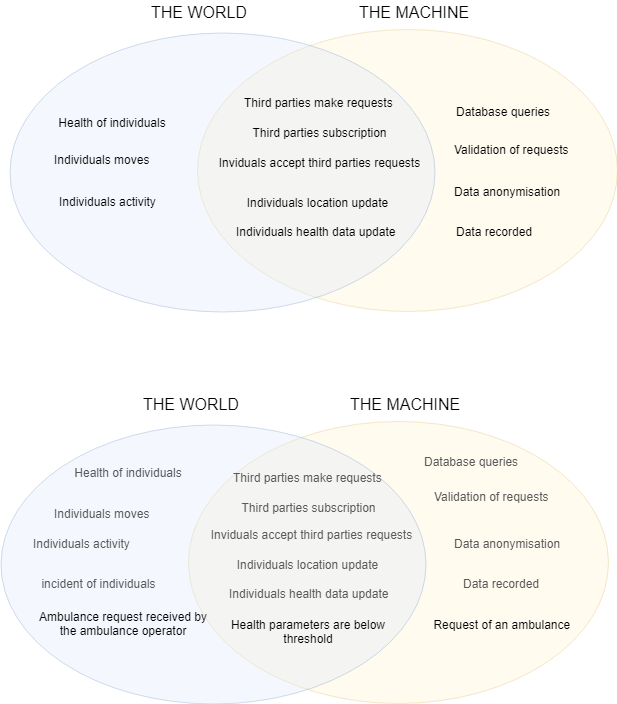 THE WORLD
THE MACHINE
Health of individuals
Individuals moves
Individuals activity
Third parties make requests
Third parties subscription
Inviduals accept third parties requests
Individuals location update
Individuals health data update
Database queries
Validation of requests
Data anonymisation
Data recorded
THE WORLD
THE MACHINE
Health of individuals
Individuals moves
Individuals activity
incident of individuals
Ambulance request received by
the ambulance operator
Third parties make requests
Third parties subscription
Inviduals accept third parties requests
Individuals location update
Individuals health data update
Health parameters are below
threshold
Database queries
Validation of requests
Data anonymisation
Data recorded
Request of an ambulance